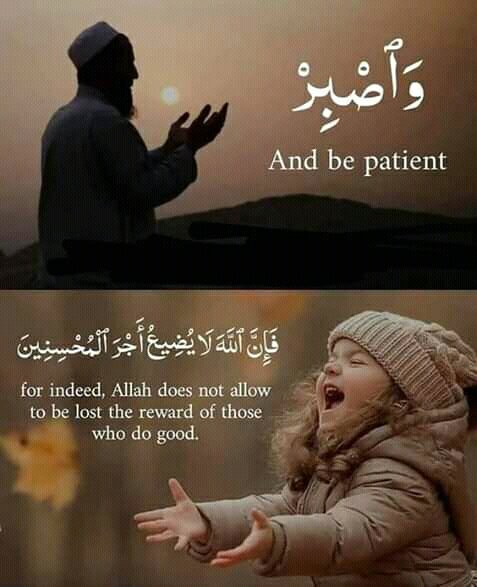 وَٱصْبِرْ
And be patient
فَإِنَّ ٱللَّهَ لَا يُضِيعُ أَجْرَ ٱلْمُحْسِنِينَ
for indeed, Allah does not allow
to be lost the reward of those
who do good.